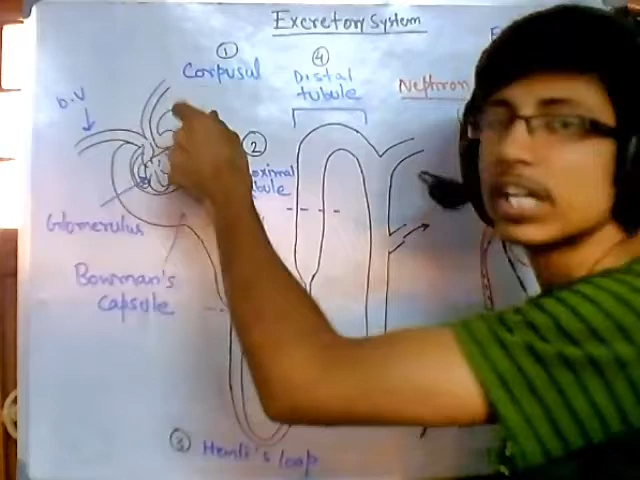 Excretory System
①
Corpusul
④
Distal
tubule
Nephron
b.V
②
Glomerulus
Bowman's
capsule
③ Henli's loop